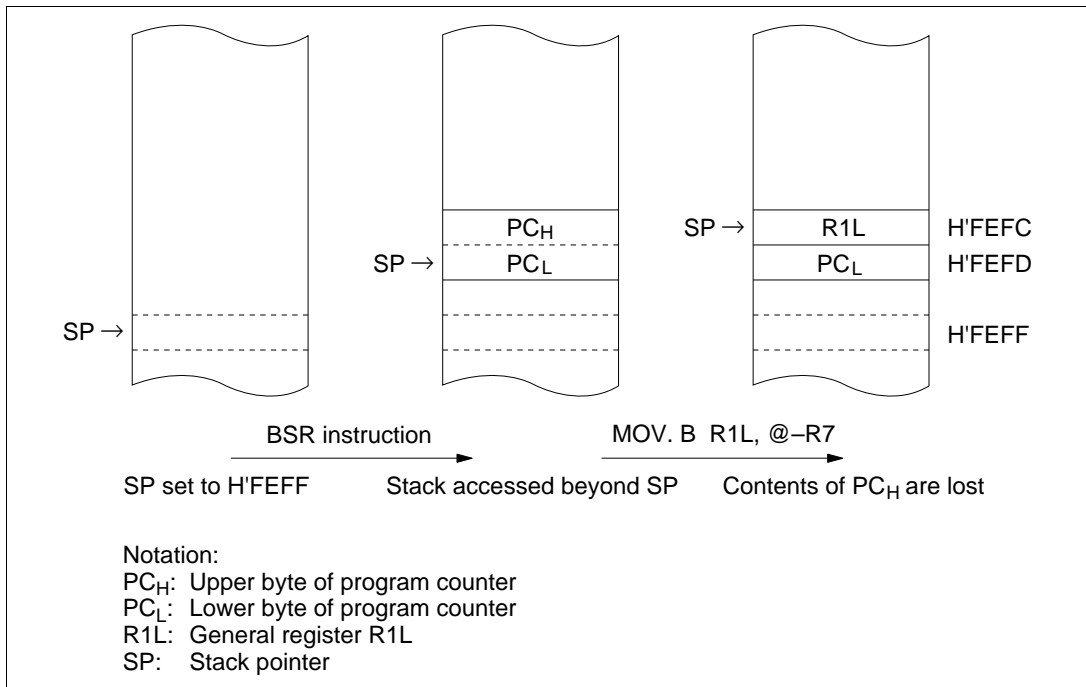 PCH
SP → R1L H'FEFC
SP → PCL
PCL H'FEFD
SP →
H'FEFF
BSR instruction
MOV. B R1L, @–R7
SP set to H'FEFF
Stack accessed beyond SP
Contents of PCH are lost
Notation:
PCH: Upper byte of program counter
PCL: Lower byte of program counter
R1L: General register R1L
SP: Stack pointer